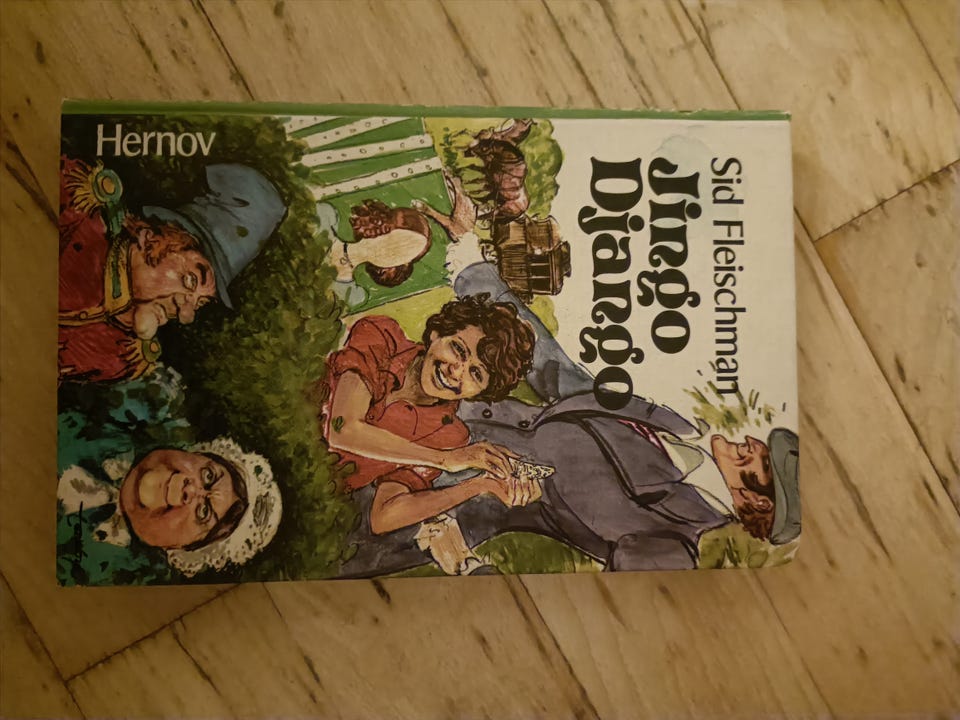 Sid Fleischman
Jingo
Django
Hernov